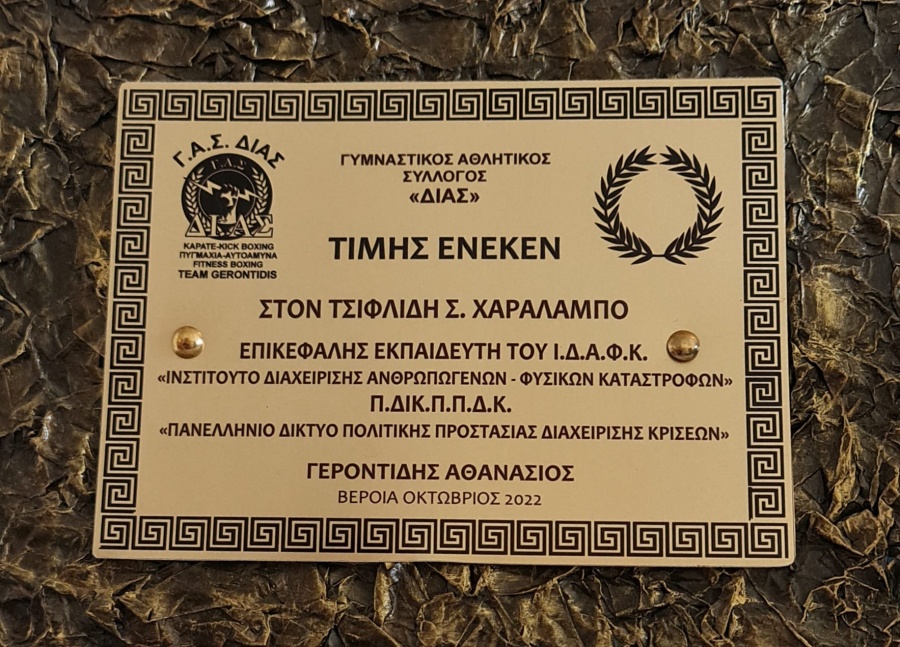 Γ.Α.Σ. ΔΙΑΣ
Γ.Α.Σ
ΔΙΑΣ
ΚΑΡΑΤΕ-KICK BOXING
ΠΥΓΜΑΧΙΑ-ΑΥΤΟΑΜΥΝΑ
FITNESS BOXING
TEAM GERONTIDIS
ΓΥΜΝΑΣΤΙΚΟΣ ΑΘΛΗΤΙΚΟΣ
ΣΥΛΛΟΓΟΣ
«ΔΙΑΣ»
ΤΙΜΗΣ ΕΝΕΚΕΝ
ΣΤΟΝ ΤΣΙΦΛΙΔΗ Σ. ΧΑΡΑΛΑΜΠΟ
ΕΠΙΚΕΦΑΛΗΣ ΕΚΠΑΙΔΕΥΤΗ ΤΟΥ Ι.Δ.Α.Φ.Κ.
«ΙΝΣΤΙΤΟΥΤΟ ΔΙΑΧΕΙΡΙΣΗΣ ΑΝΘΡΩΠΩΓΕΝΩΝ - ΦΥΣΙΚΩΝ ΚΑΤΑΣΤΡΟΦΩΝ»
Π.ΔΙΚ.Π.Π.Δ.Κ.
«ΠΑΝΕΛΛΗΝΙΟ ΔΙΚΤΥΟ ΠΟΛΙΤΙΚΗΣ ΠΡΟΣΤΑΣΙΑΣ ΔΙΑΧΕΙΡΙΣΗΣ ΚΡΙΣΕΩΝ»
ΓΕΡΟΝΤΙΔΗΣ ΑΘΑΝΑΣΙΟΣ
ΒΕΡΟΙΑ ΟΚΤΩΒΡΙΟΣ 2022